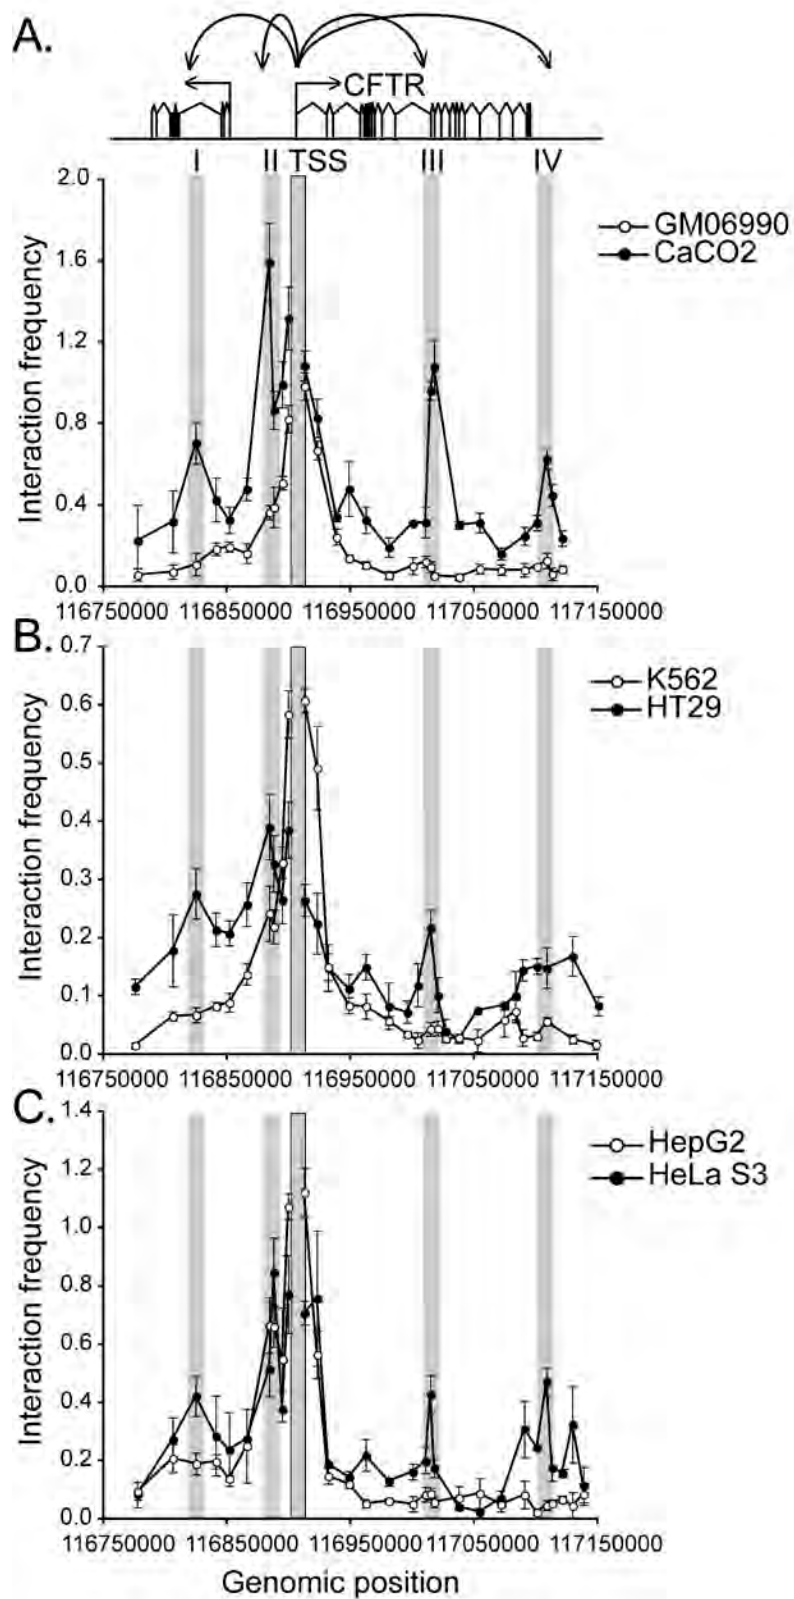 A.
CFTR
I II TSS III IV
2.0
1.6
1.2
0.8
0.4
0.0
Interaction frequency
GM06990
CaCO2
116750000 116850000 116950000 117050000 117150000
B.
0.7
0.6
0.5
0.4
0.3
0.2
0.1
0.0
Interaction frequency
K562
HT29
116750000 116850000 116950000 117050000 117150000
C.
1.4
1.2
1.0
0.8
0.6
0.4
0.2
0.0
Interaction frequency
HepG2
HeLa S3
116750000 116850000 116950000 117050000 117150000
Genomic position